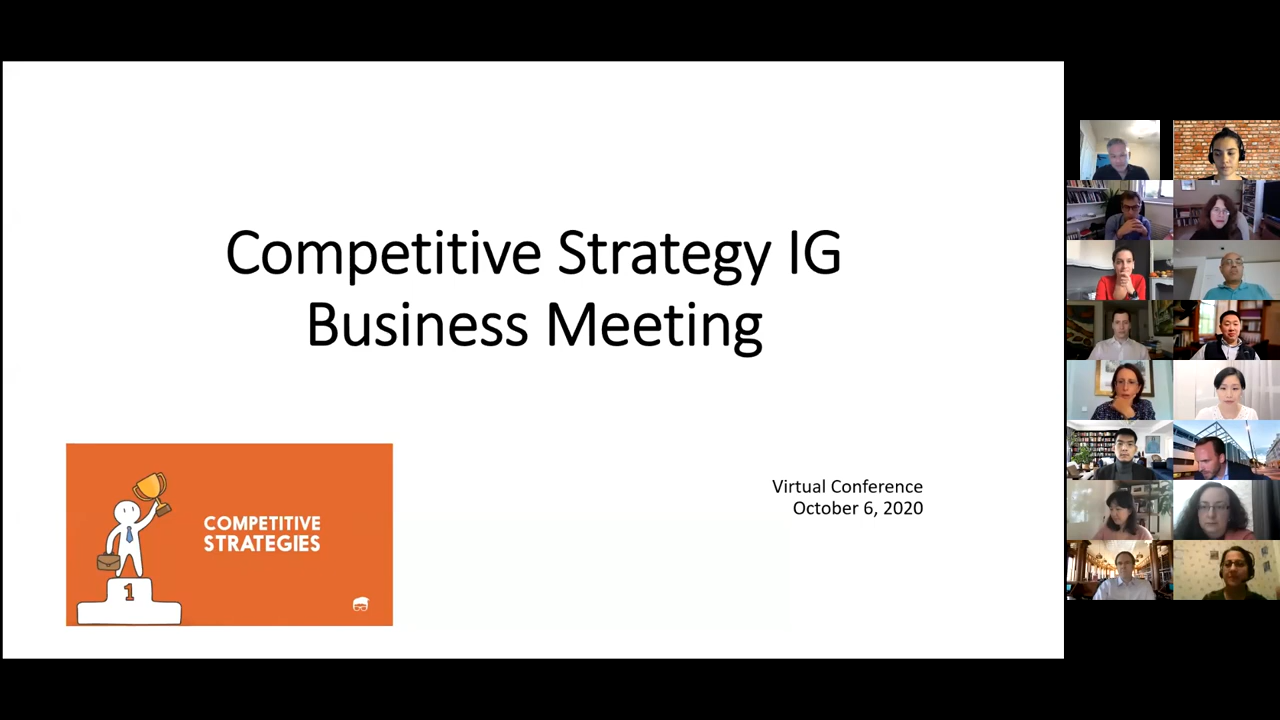 Competitive Strategy IG
Business Meeting
Virtual Conference
October 6, 2020
COMPETITIVE
STRATEGIES
1